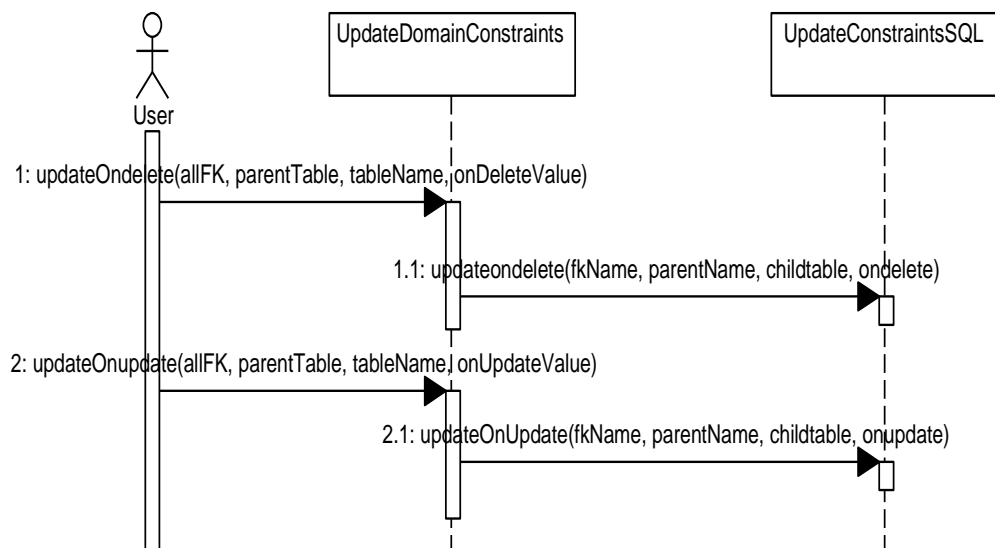 UpdateDomainConstraints
UpdateConstraintsSQL
User
1: updateOndelete(allFK, parentTable, tableName, onDeleteValue)
1.1: updateondelete(fkName, parentName, childtable, ondelete)
2: updateOnupdate(allFK, parentTable, tableName, onUpdateValue)
2.1: updateOnUpdate(fkName, parentName, childtable, onupdate)